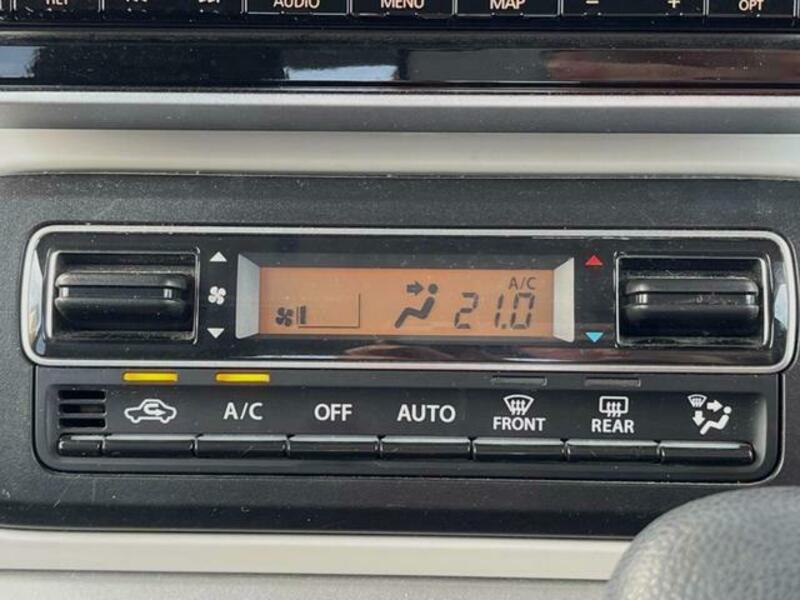 AUDIO MENU MAP − + OPT
A/C
21.0
A/C OFF AUTO FRONT REAR